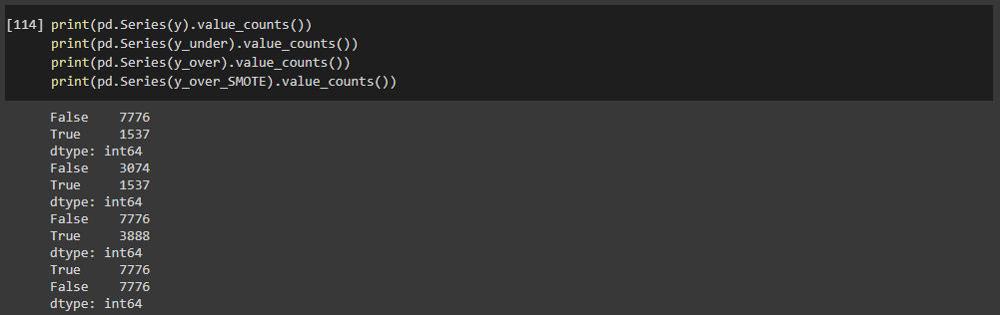 [114] print(pd.Series(y).value_counts())
print(pd.Series(y_under).value_counts())
print(pd.Series(y_over).value_counts())
print(pd.Series(y_over_SMOTE).value_counts())
False    7776
True     1537
dtype: int64
False    3074
True     1537
dtype: int64
False    7776
True     3888
dtype: int64
True     7776
False    7776
dtype: int64